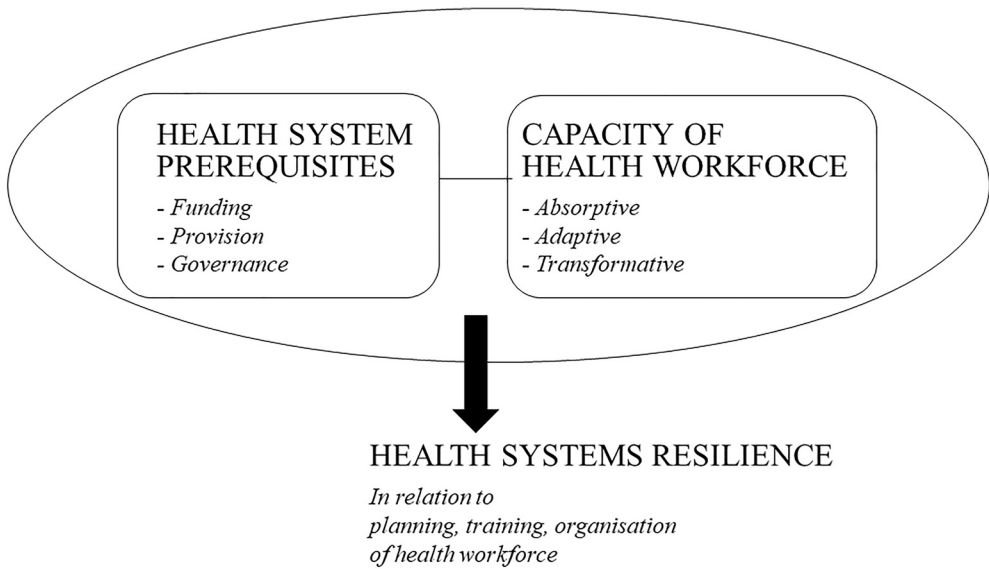 HEALTH SYSTEM
PREREQUISITES
- Funding
- Provision
- Governance
CAPACITY OF
HEALTH WORKFORCE
- Absorptive
- Adaptive
- Transformative
HEALTH SYSTEMS RESILIENCE
In relation to
planning, training, organisation
of health workforce